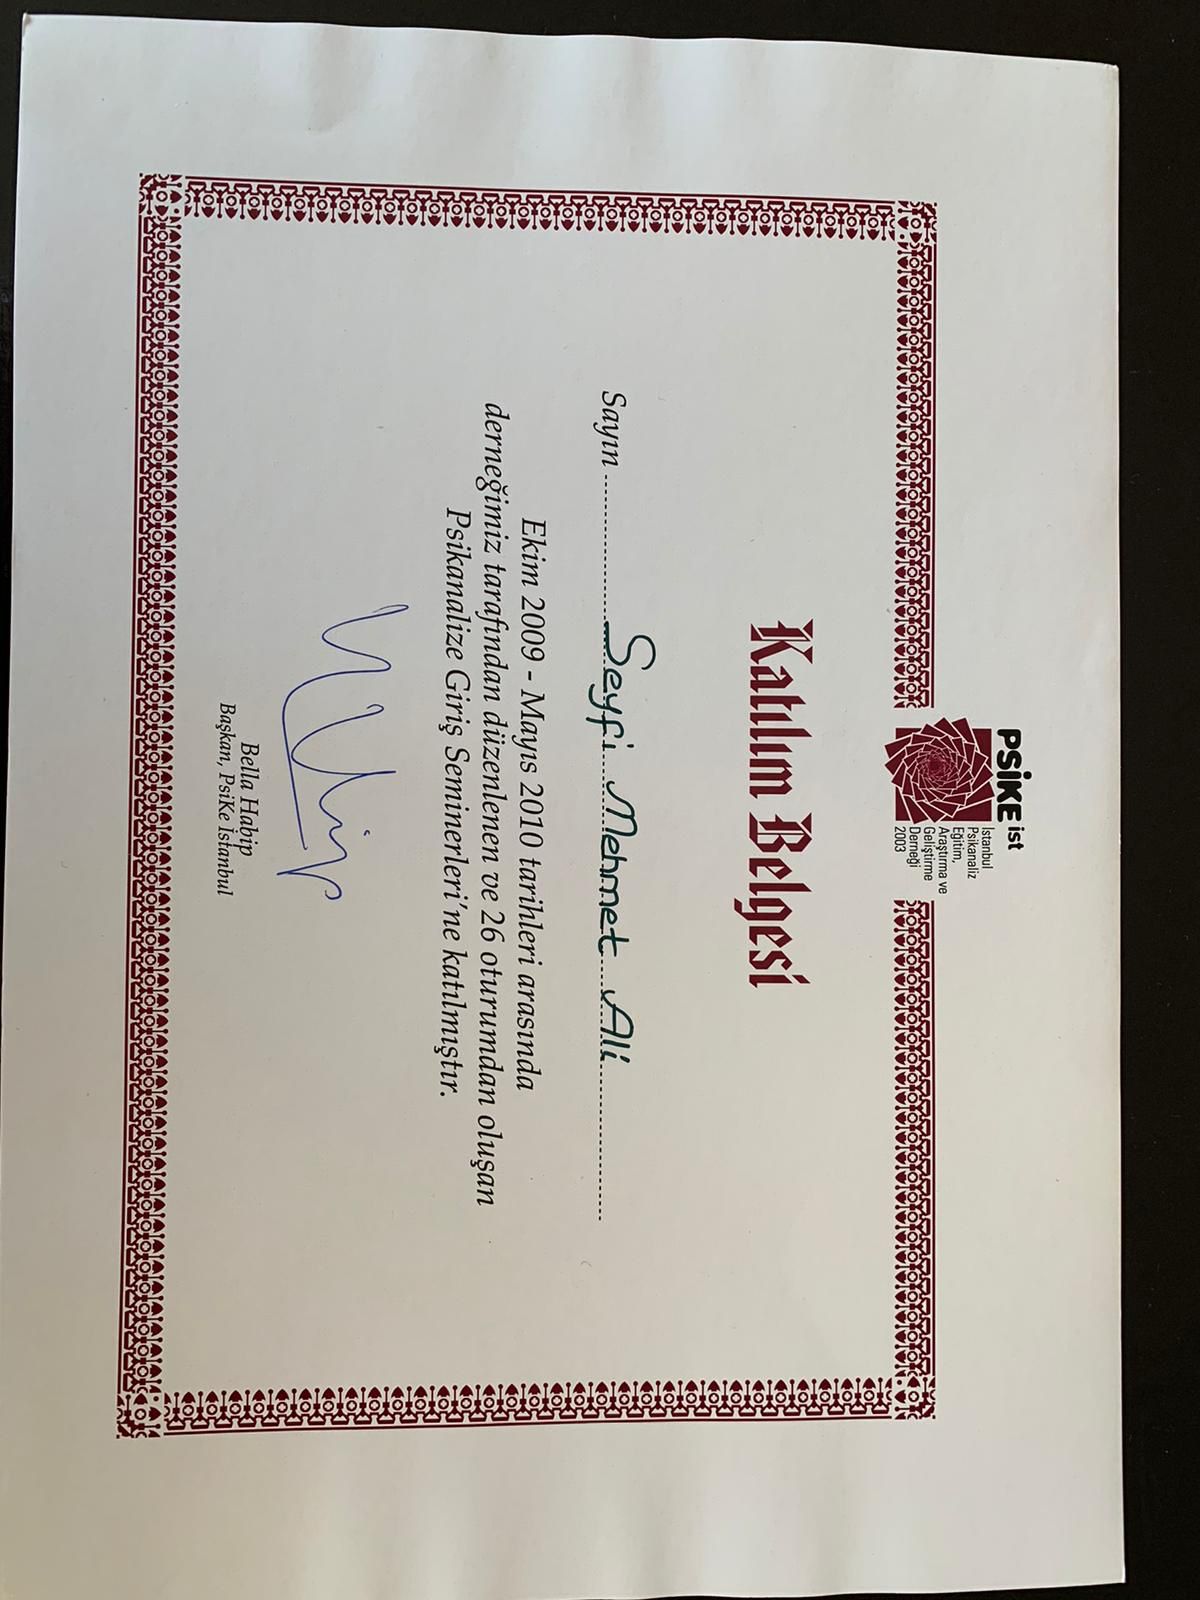 PSİKE ist
İstanbul
Psikanaliz
Eğitim,
Araştırma ve
Geliştirme
Derneği
2003
Katılım Belgesi
Sayın Seyfi Mehmet Ali
Ekim 2009 - Mayıs 2010 tarihleri arasında
derneğimiz tarafından düzenlenen ve 26 oturumdan oluşan
Psikanalize Giriş Seminerleri'ne katılmıştır.
Bella Habip
Başkan, PsiKe İstanbul